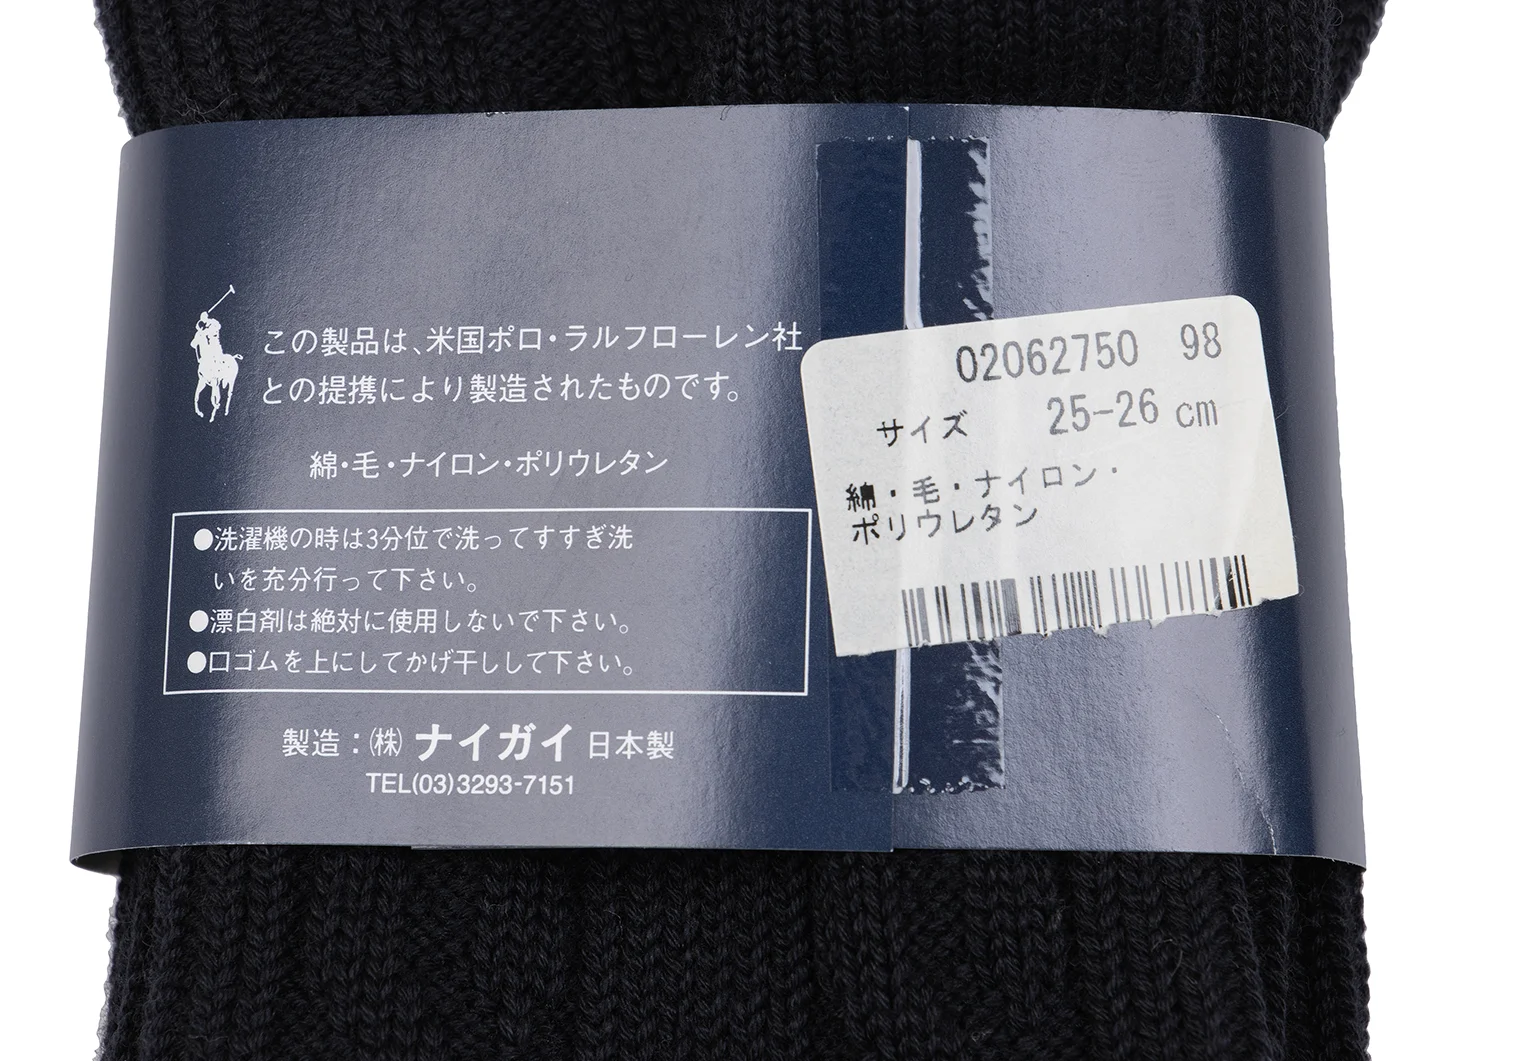 この製品は、米国ポロ・ラルフローレン社
との提携により製造されたものです。
綿・毛・ナイロン・ポリウレタン
●洗濯機の時は3分位で洗ってすすぎ洗
いを充分行って下さい。
●漂白剤は絶対に使用しないで下さい。
●口ゴムを上にしてかげ干しして下さい。
製造：㈱ ナイガイ 日本製
TEL(03)3293-7151
02062750 98
サイズ 25-26 cm
綿・毛・ナイロン・
ポリウレタン